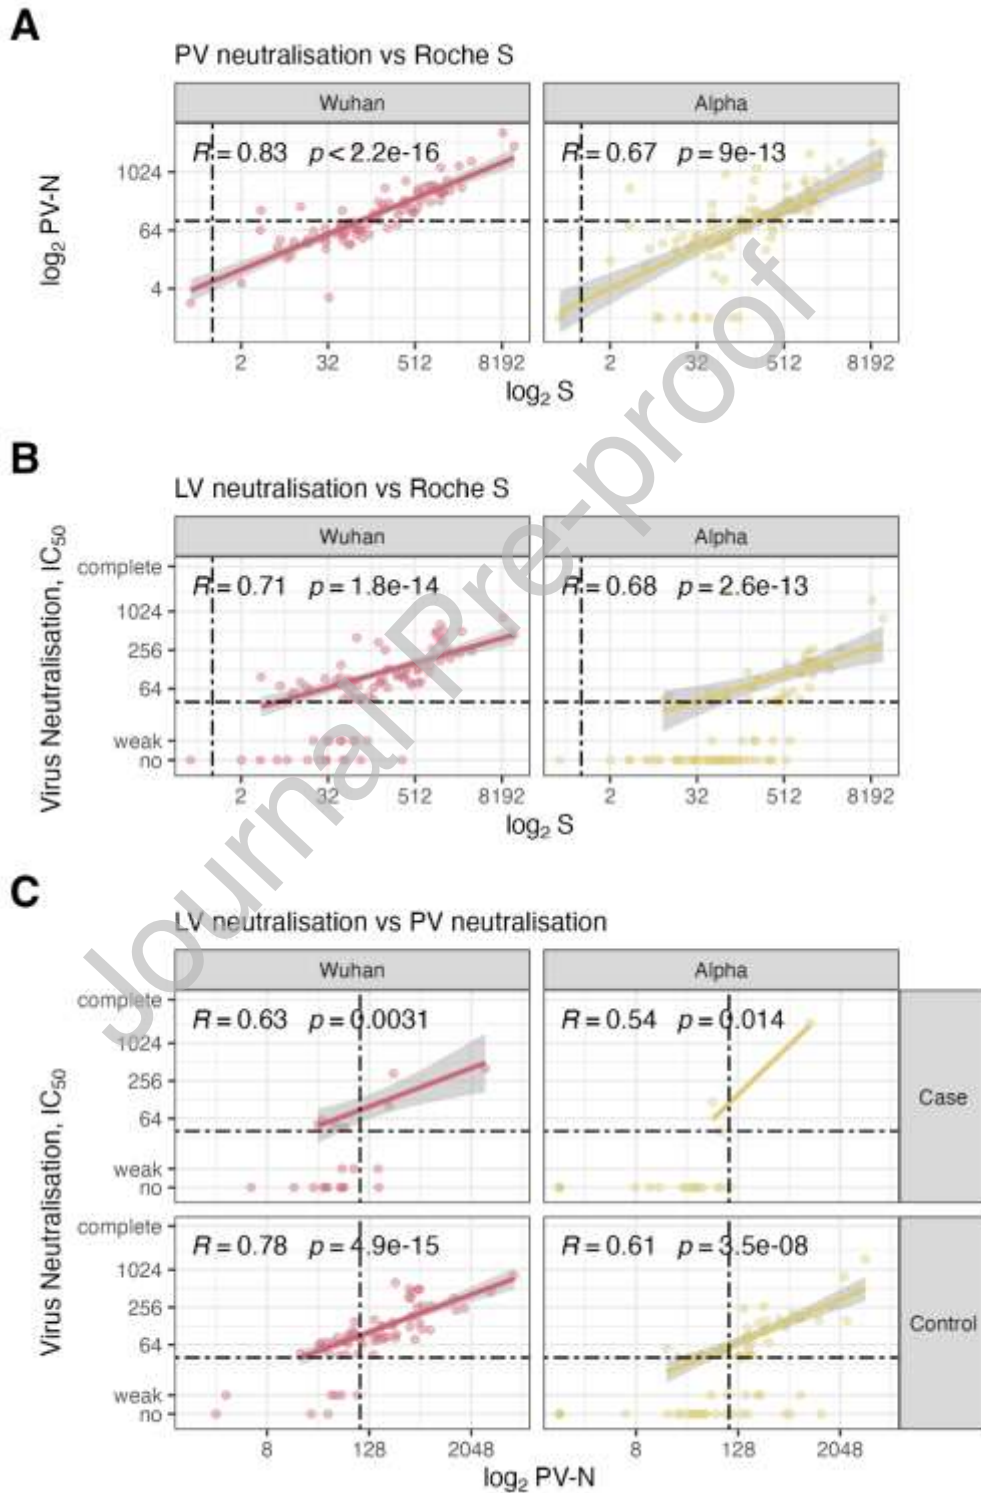 A
PV neutralisation vs Roche S
Wuhan
Alpha
R = 0.83 p < 2.2e-16
R = 0.67 p = 9e-13
log2 PV-N
1024
64
4
2 32 512 8192
2 32 512 8192
log2 S
B
LV neutralisation vs Roche S
Wuhan
Alpha
R = 0.71 p = 1.8e-14
R = 0.68 p = 2.6e-13
Virus Neutralisation, IC50
complete
1024
256
64
weak
no
2 32 512 8192
2 32 512 8192
log2 S
C
LV neutralisation vs PV neutralisation
Wuhan
Alpha
R = 0.63 p = 0.0031
R = 0.54 p = 0.014
Case
complete
1024
256
64
weak
no
Virus Neutralisation, IC50
R = 0.78 p = 4.9e-15
R = 0.61 p = 3.5e-08
Control
complete
1024
256
64
weak
no
8 128 2048
8 128 2048
log2 PV-N
Journal Pre-proof